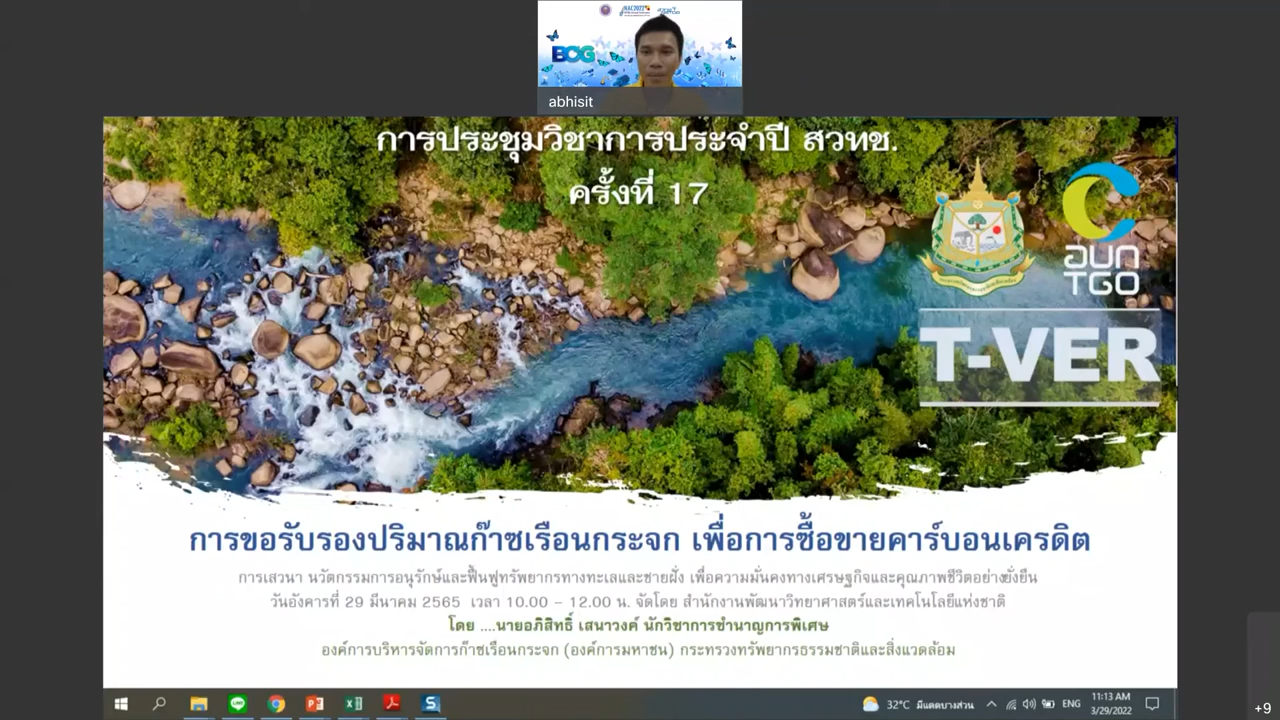 NAC2022
BCG
abhisit
การประชุมวิชาการประจำปี สวทช.
ครั้งที่ 17
อบก
TGO
T-VER
การขอรับรองปริมาณก๊าซเรือนกระจก เพื่อการซื้อขายคาร์บอนเครดิต
การเสวนา นวัตกรรมการอนุรักษ์และฟื้นฟูทรัพยากรทางทะเลและชายฝั่ง เพื่อความมั่นคงทางเศรษฐกิจและคุณภาพชีวิตอย่างยั่งยืน
วันอังคารที่ 29 มีนาคม 2565 เวลา 10.00 – 12.00 น. จัดโดย สำนักงานพัฒนาวิทยาศาสตร์และเทคโนโลยีแห่งชาติ
โดย ....นายอภิสิทธิ์ เสนาวงค์ นักวิชาการชำนาญการพิเศษ
องค์การบริหารจัดการก๊าซเรือนกระจก (องค์การมหาชน) กระทรวงทรัพยากรธรรมชาติและสิ่งแวดล้อม
32°C มีแดดบางส่วน
ENG
11:13 AM
3/29/2022
+9